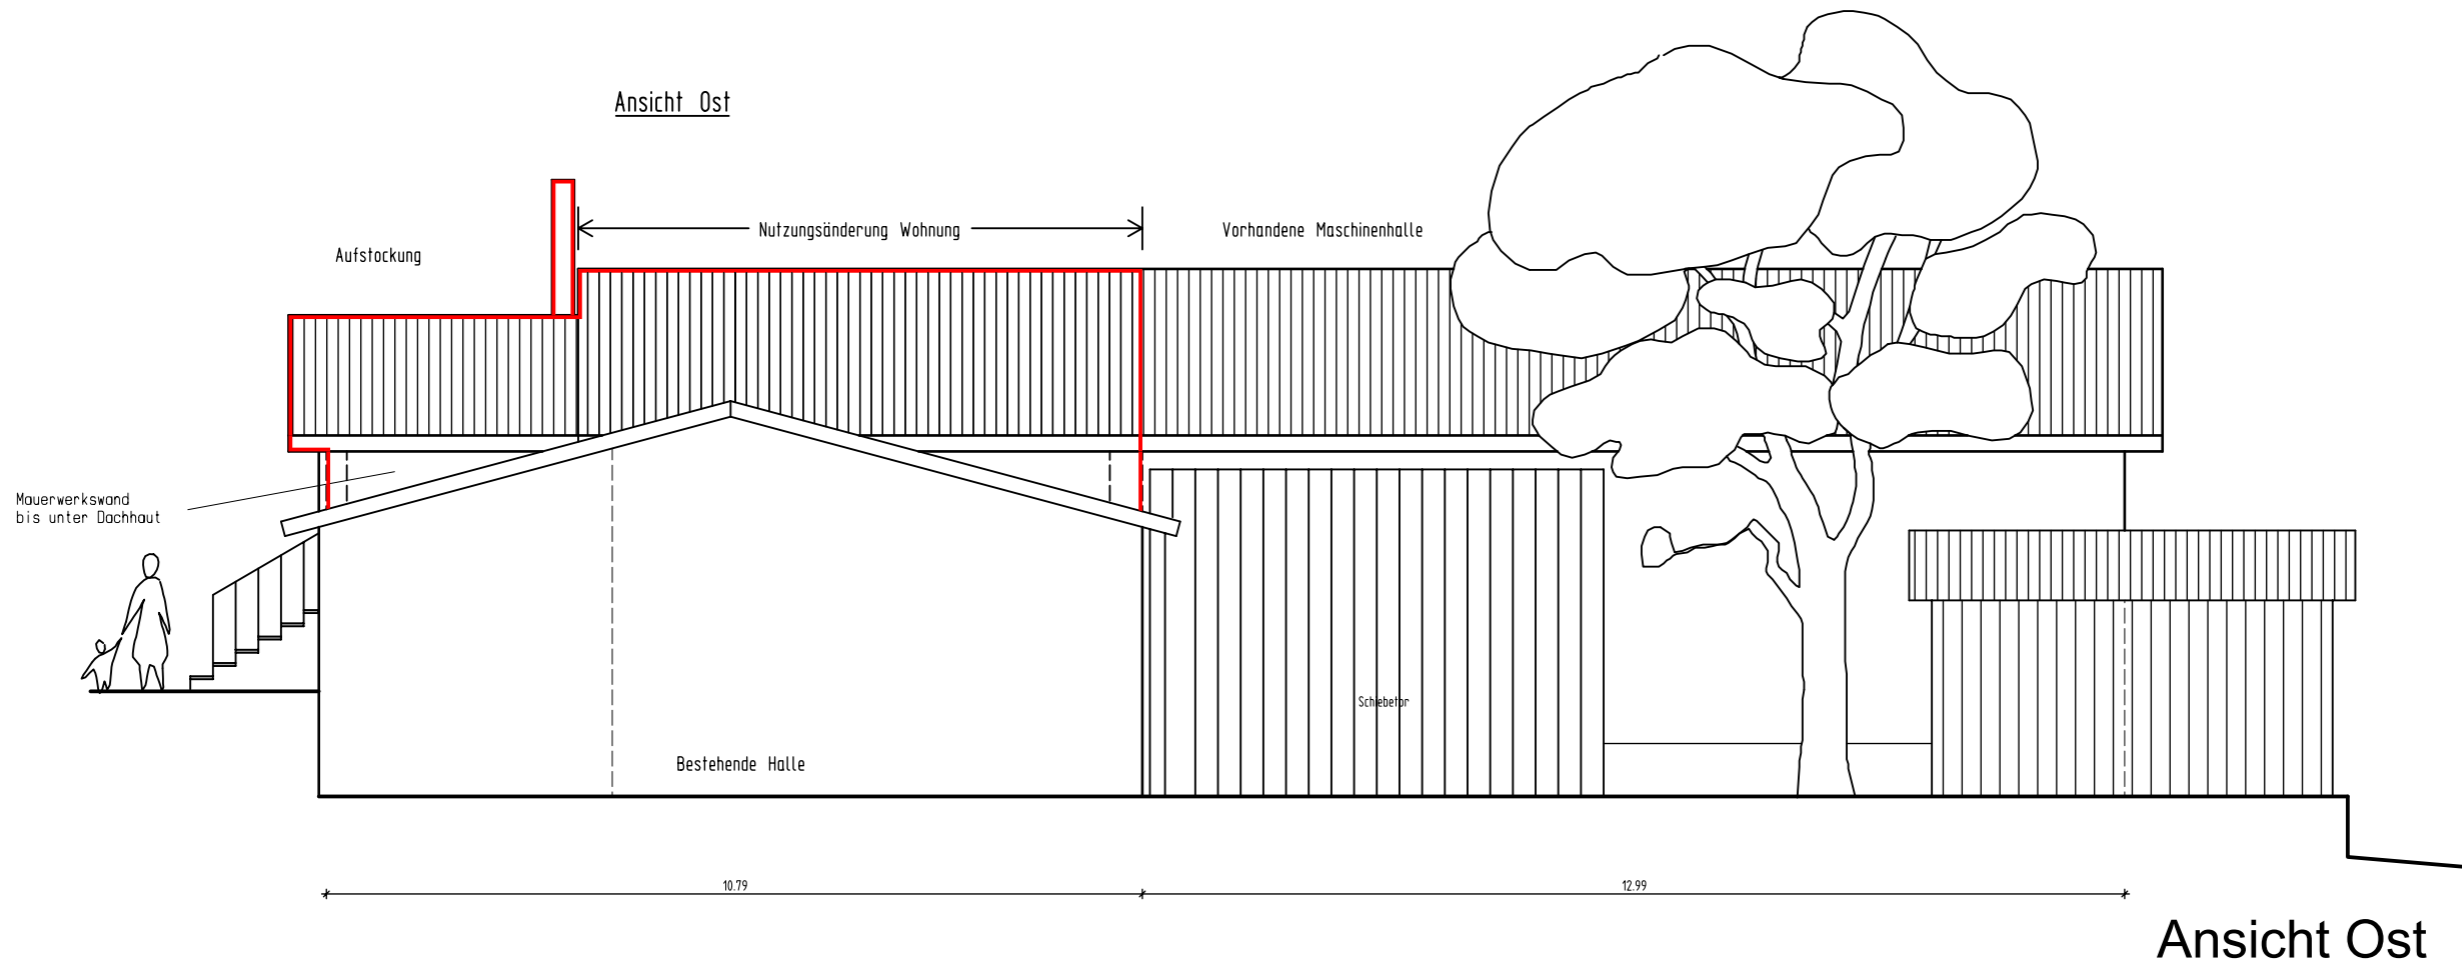 Ansicht Ost
Aufstockung
Nutzungsänderung Wohnung
Vorhandene Maschinenhalle
Mauerwerkswand
bis unter Dachhaut
Schiebetor
Bestehende Halle
10.79
12.99
Ansicht Ost